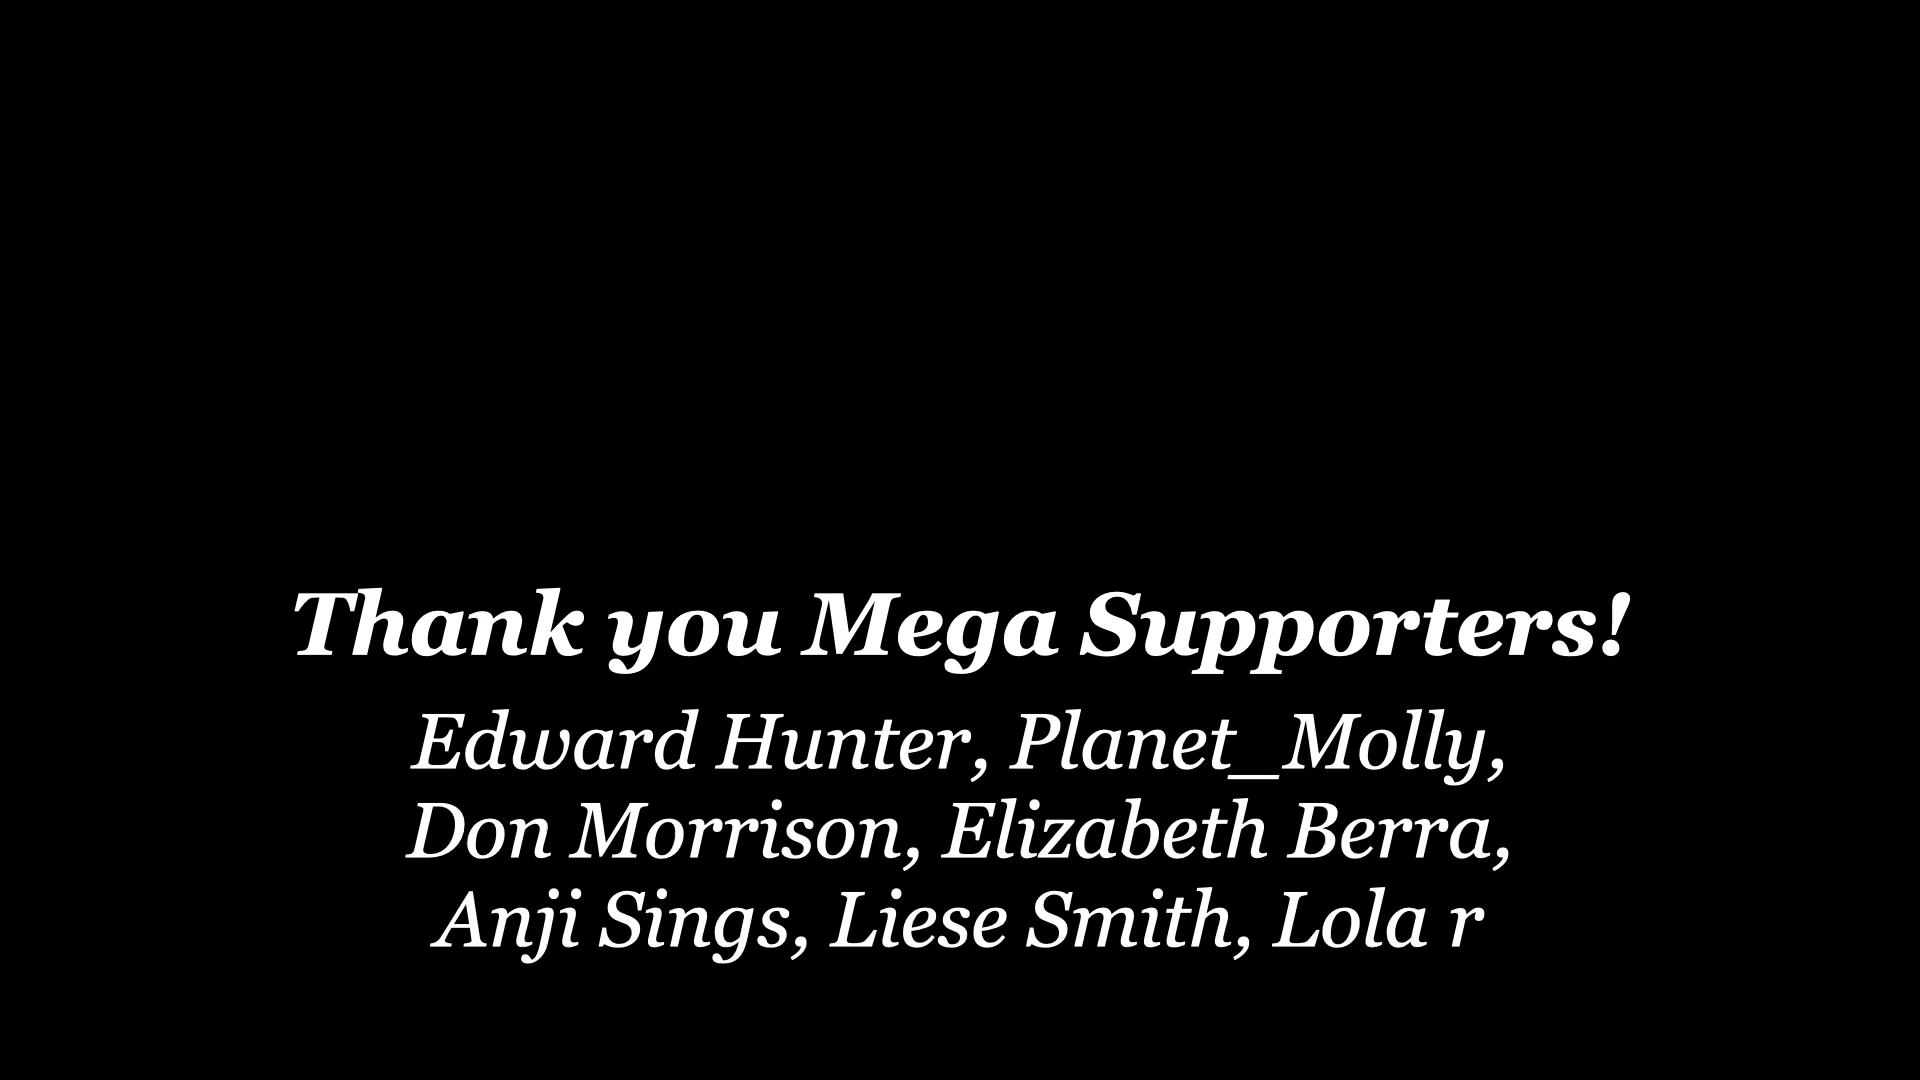 Thank you Mega Supporters!
Edward Hunter, Planet_Molly,
Don Morrison, Elizabeth Berra,
Anji Sings, Liese Smith, Lola r